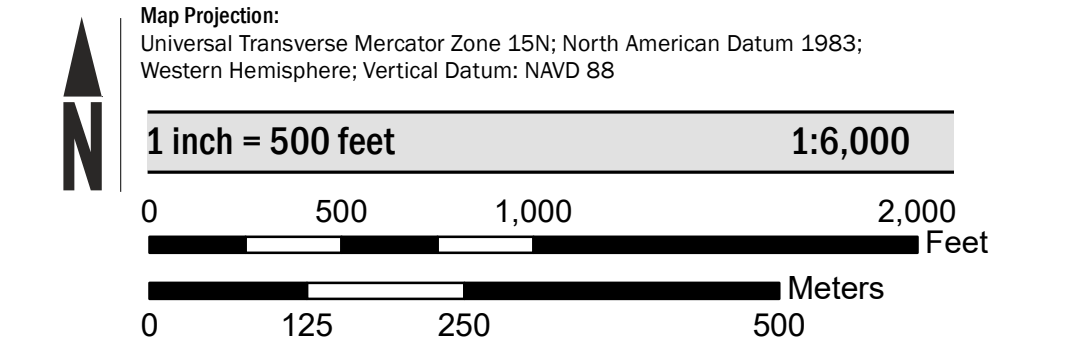 Map Projection:
Universal Transverse Mercator Zone 15N; North American Datum 1983;
Western Hemisphere; Vertical Datum: NAVD 88
N
1 inch = 500 feet 1:6,000
0 500 1,000 2,000
Feet
Meters
0 125 250 500